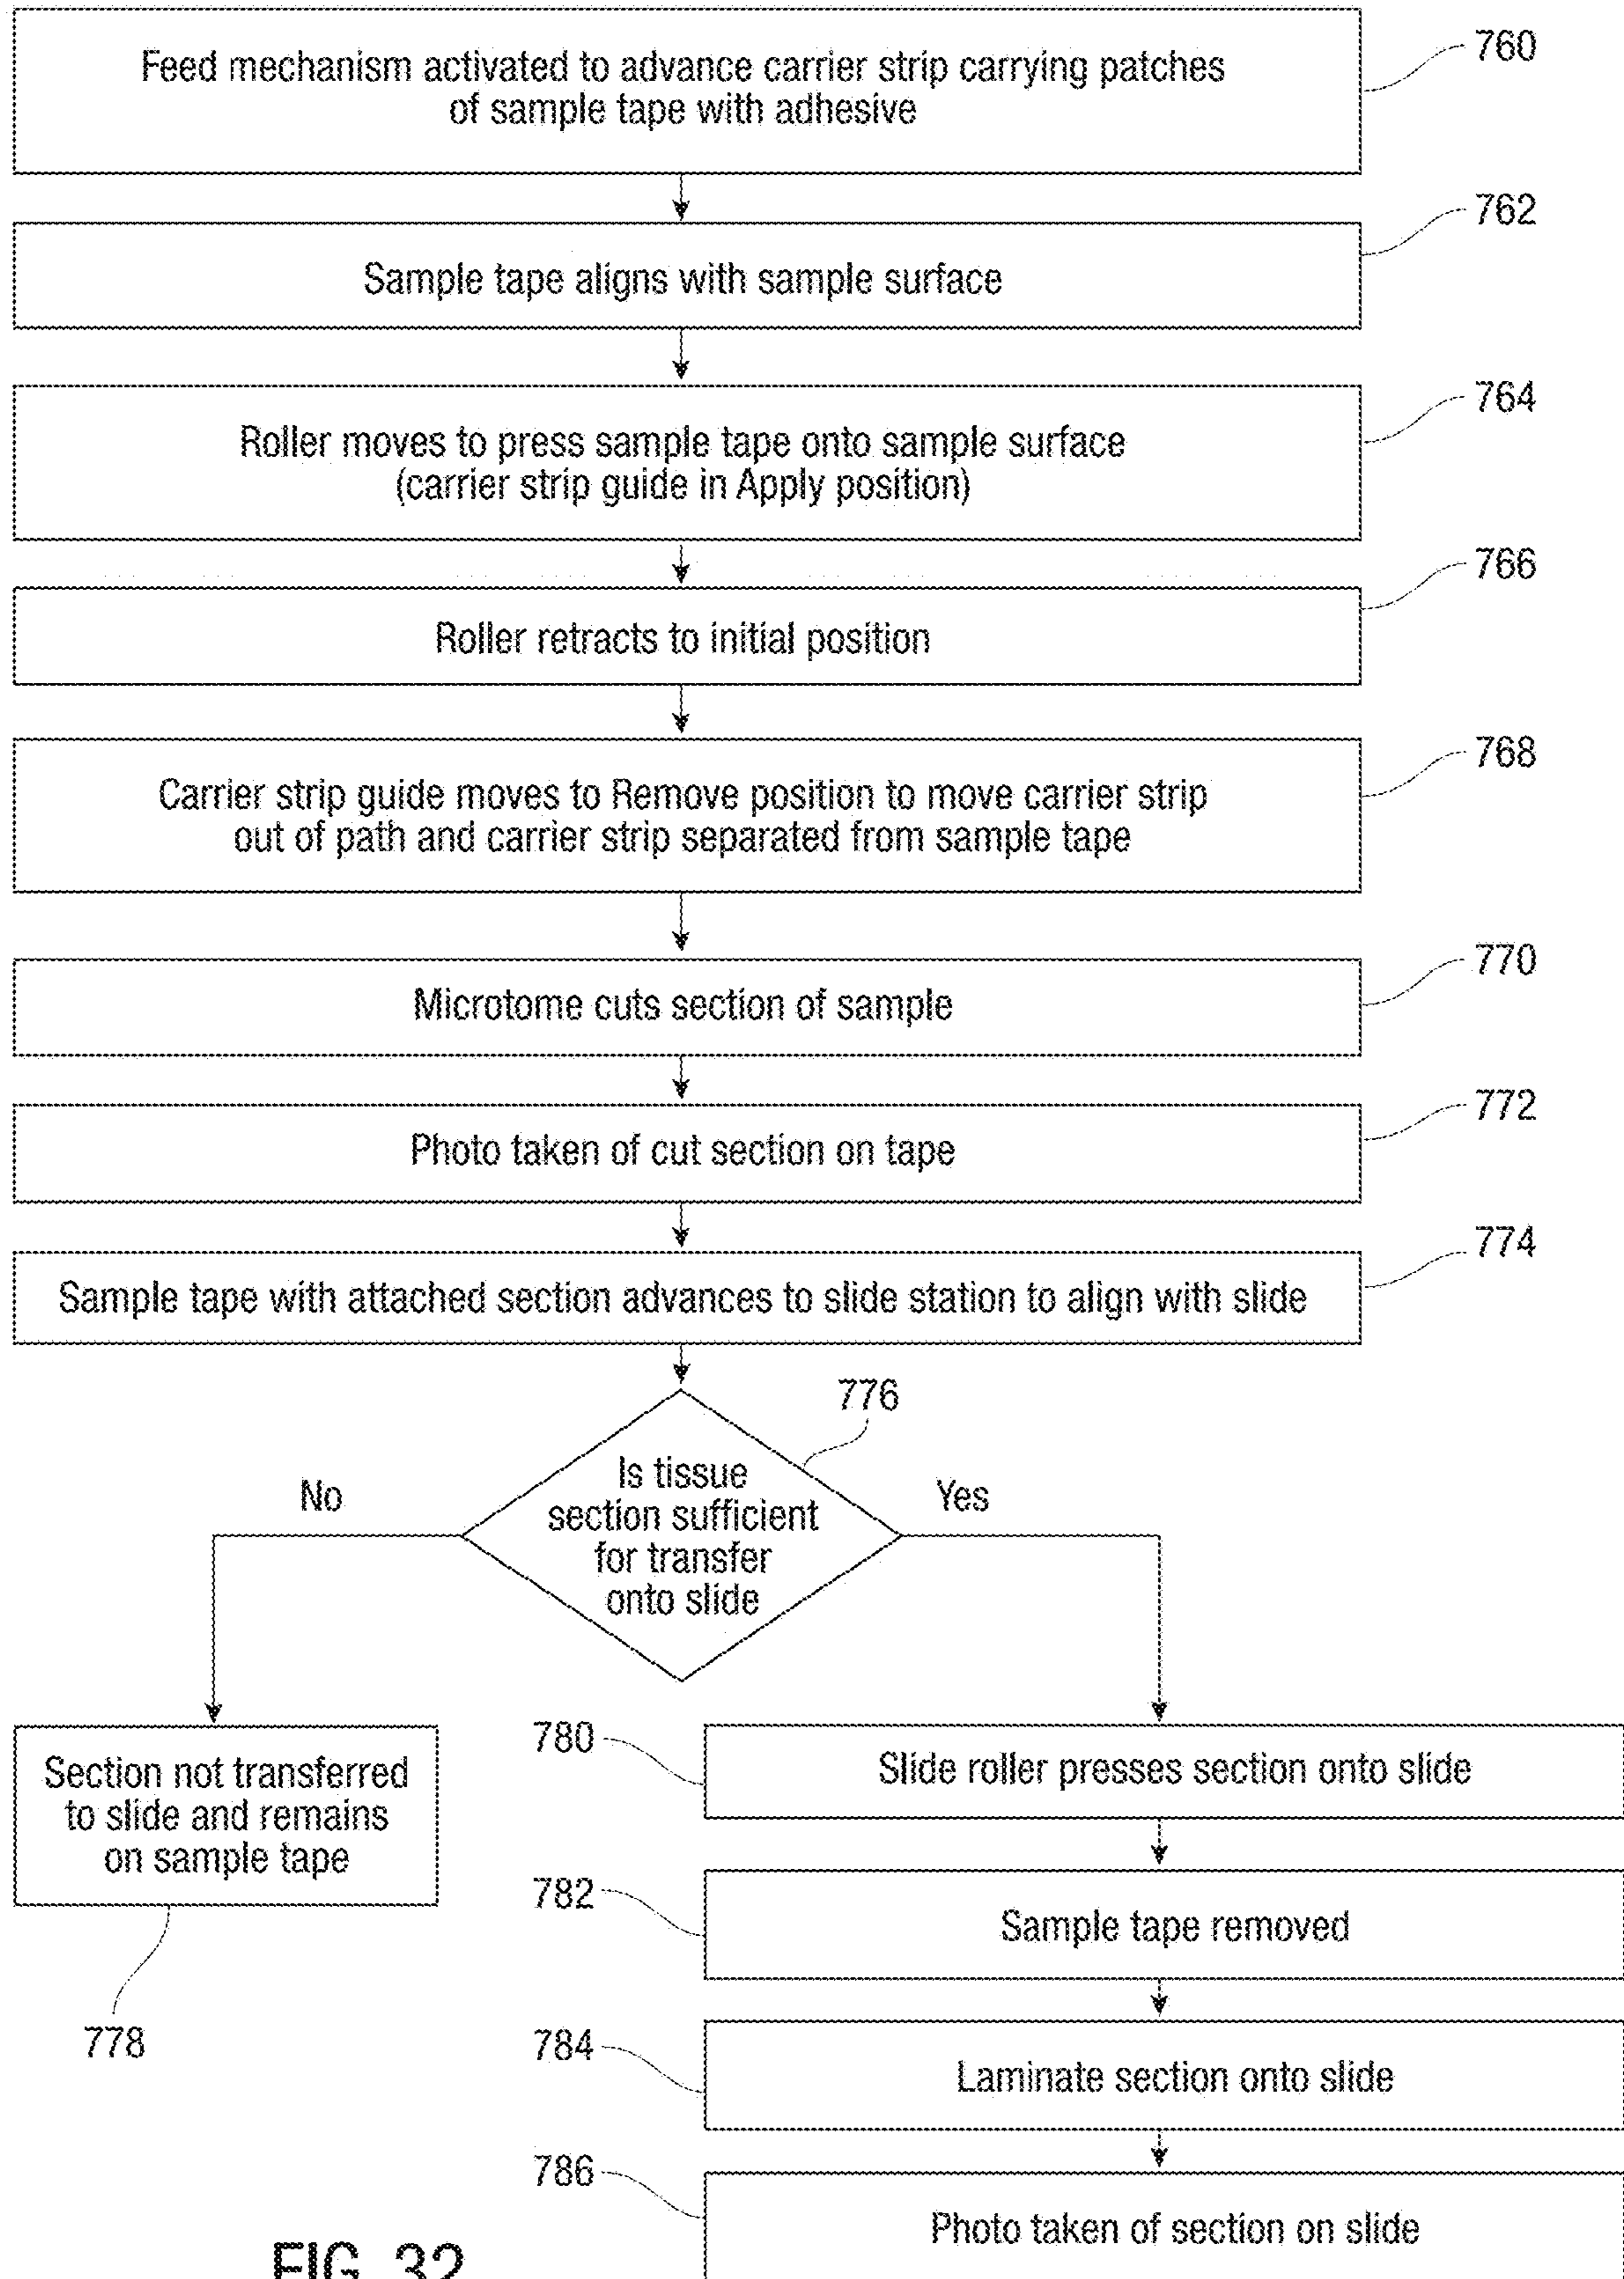 Feed mechanism activated to advance carrier strip carrying patches
of sample tape with adhesive
760
Sample tape aligns with sample surface
762
Roller moves to press sample tape onto sample surface
(carrier strip guide in Apply position)
764
Roller retracts to initial position
766
Carrier strip guide moves to Remove position to move carrier strip
out of path and carrier strip separated from sample tape
768
Microtome cuts section of sample
770
Photo taken of cut section on tape
772
Sample tape with attached section advances to slide station to align with slide
774
776
Is tissue
section sufficient
for transfer
onto slide
No
Yes
Section not transferred
to slide and remains
on sample tape
778
780
Slide roller presses section onto slide
782
Sample tape removed
784
Laminate section onto slide
786
Photo taken of section on slide
FIG. 32